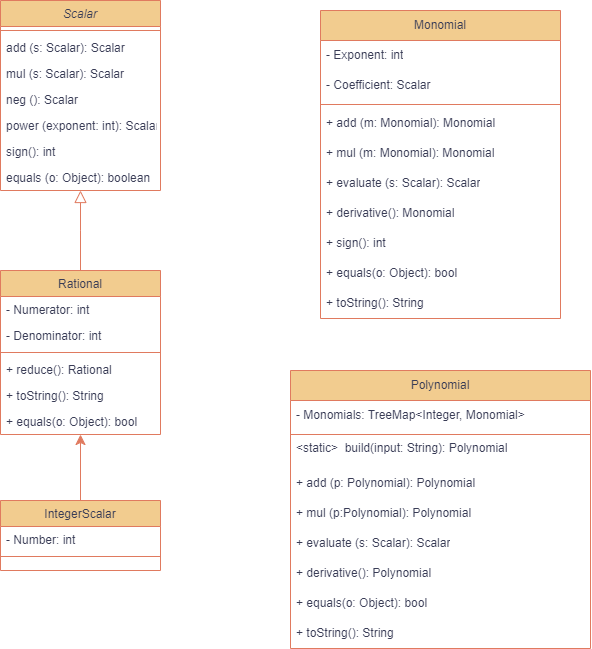 Scalar
add (s: Scalar): Scalar
mul (s: Scalar): Scalar
neg (): Scalar
power (exponent: int): Scala
sign(): int
equals (o: Object): boolean
Rational
- Numerator: int
- Denominator: int
+ reduce(): Rational
+ toString(): String
+ equals(o: Object): bool
IntegerScalar
- Number: int
Monomial
- Exponent: int
- Coefficient: Scalar
+ add (m: Monomial): Monomial
+ mul (m: Monomial): Monomial
+ evaluate (s: Scalar): Scalar
+ derivative(): Monomial
+ sign(): int
+ equals(o: Object): bool
+ toString(): String
Polynomial
- Monomials: TreeMap<Integer, Monomial>
<static>  build(input: String): Polynomial
+ add (p: Polynomial): Polynomial
+ mul (p:Polynomial): Polynomial
+ evaluate (s: Scalar): Scalar
+ derivative(): Polynomial
+ equals(o: Object): bool
+ toString(): String